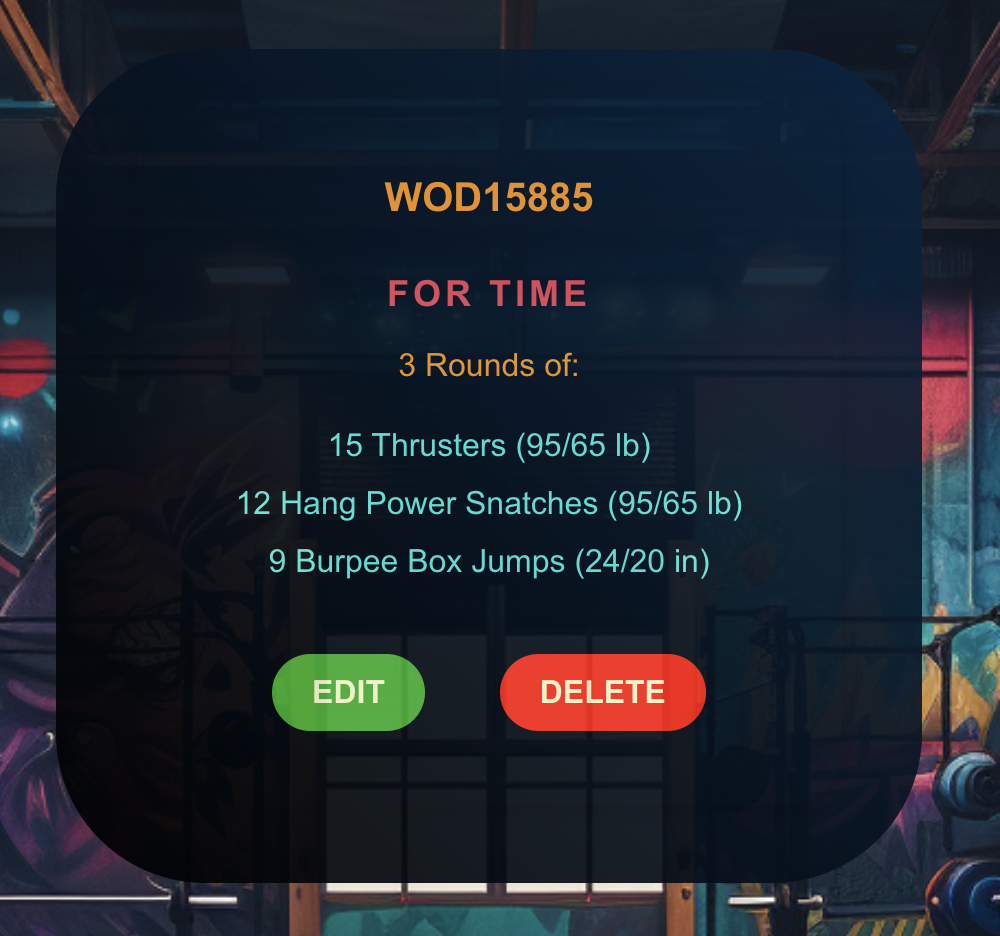 WOD15885
FOR TIME
3 Rounds of:
15 Thrusters (95/65 lb)
12 Hang Power Snatches (95/65 lb)
9 Burpee Box Jumps (24/20 in)
EDIT
DELETE